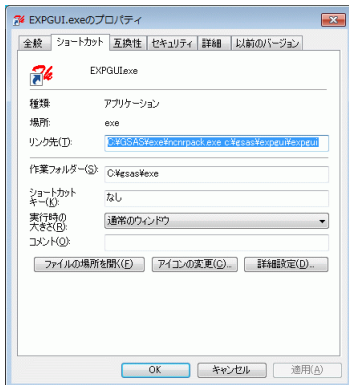 EXPGUI.exeのプロパティ
全般 ショートカット 互換性 セキュリティ 詳細 以前のバージョン
EXPGUI.exe
種類: アプリケーション
場所: exe
リンク先(T): C:¥GSAS¥exe¥ncnrpack.exe c:¥gsas¥expgui¥expgui
作業フォルダー(S): C:¥gsas¥exe
ショートカット
キー(K): なし
実行時の
大きさ(R): 通常のウィンドウ
コメント(O):
ファイルの場所を開く(F) アイコンの変更(C)... 詳細設定(D)...
OK キャンセル 適用(A)